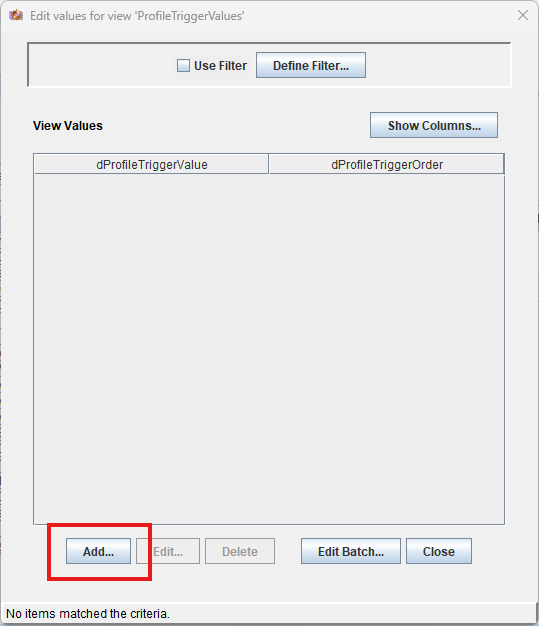 Edit values for view 'ProfileTriggerValues'
Use Filter Define Filter...
View Values Show Columns...
dProfileTriggerValue dProfileTriggerOrder
Add... Edit... Delete Edit Batch... Close
No items matched the criteria.